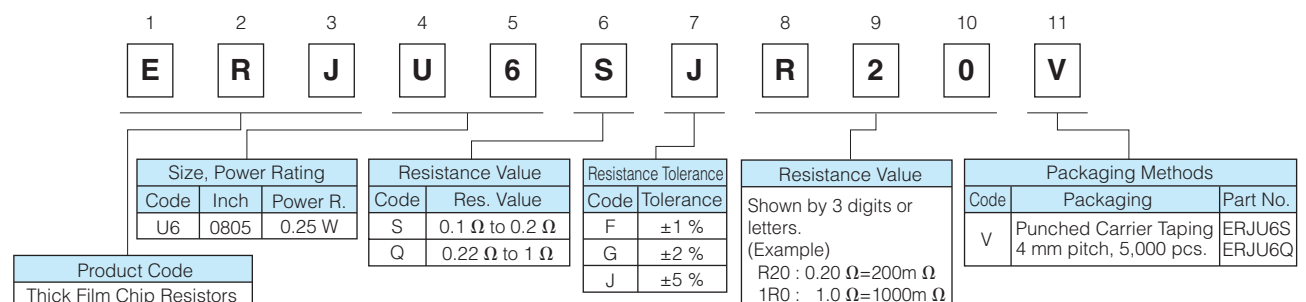 1 2 3 4 5 6 7 8 9 10 11
E R J U 6 S J R 2 0 V
Size, Power Rating
Code Inch Power R.
U6 0805 0.25 W
Resistance Value
Code Res. Value
S 0.1 Ω to 0.2 Ω
Q 0.22 Ω to 1 Ω
Resistance Tolerance
Code Tolerance
F ±1 %
G ±2 %
J ±5 %
Resistance Value
Shown by 3 digits or
letters.
(Example)
R20 : 0.20 Ω=200m Ω
1R0 : 1.0 Ω=1000m Ω
Packaging Methods
Code Packaging Part No.
V Punched Carrier Taping ERJU6S
4 mm pitch, 5,000 pcs. ERJU6Q
Product Code
Thick Film Chip Resistors